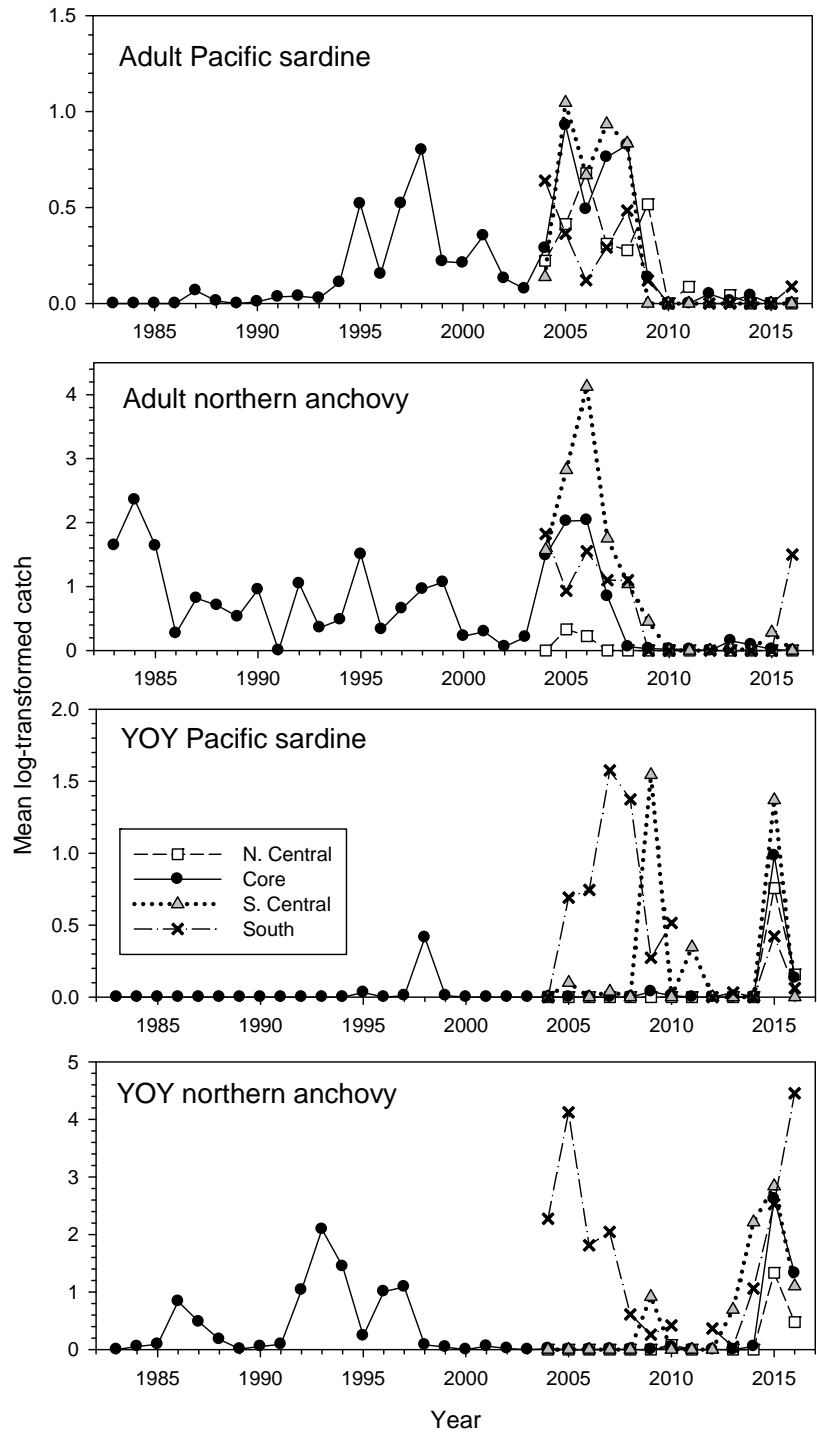 Adult Pacific sardine
1.5
1.0
0.5
0.0
1985 1990 1995 2000 2005 2010 2015
Adult northern anchovy
4
3
2
1
0
1985 1990 1995 2000 2005 2010 2015
Mean log-transformed catch
YOY Pacific sardine
2.0
1.5
1.0
0.5
0.0
N. Central
Core
S. Central
South
1985 1990 1995 2000 2005 2010 2015
YOY northern anchovy
5
4
3
2
1
0
1985 1990 1995 2000 2005 2010 2015
Year